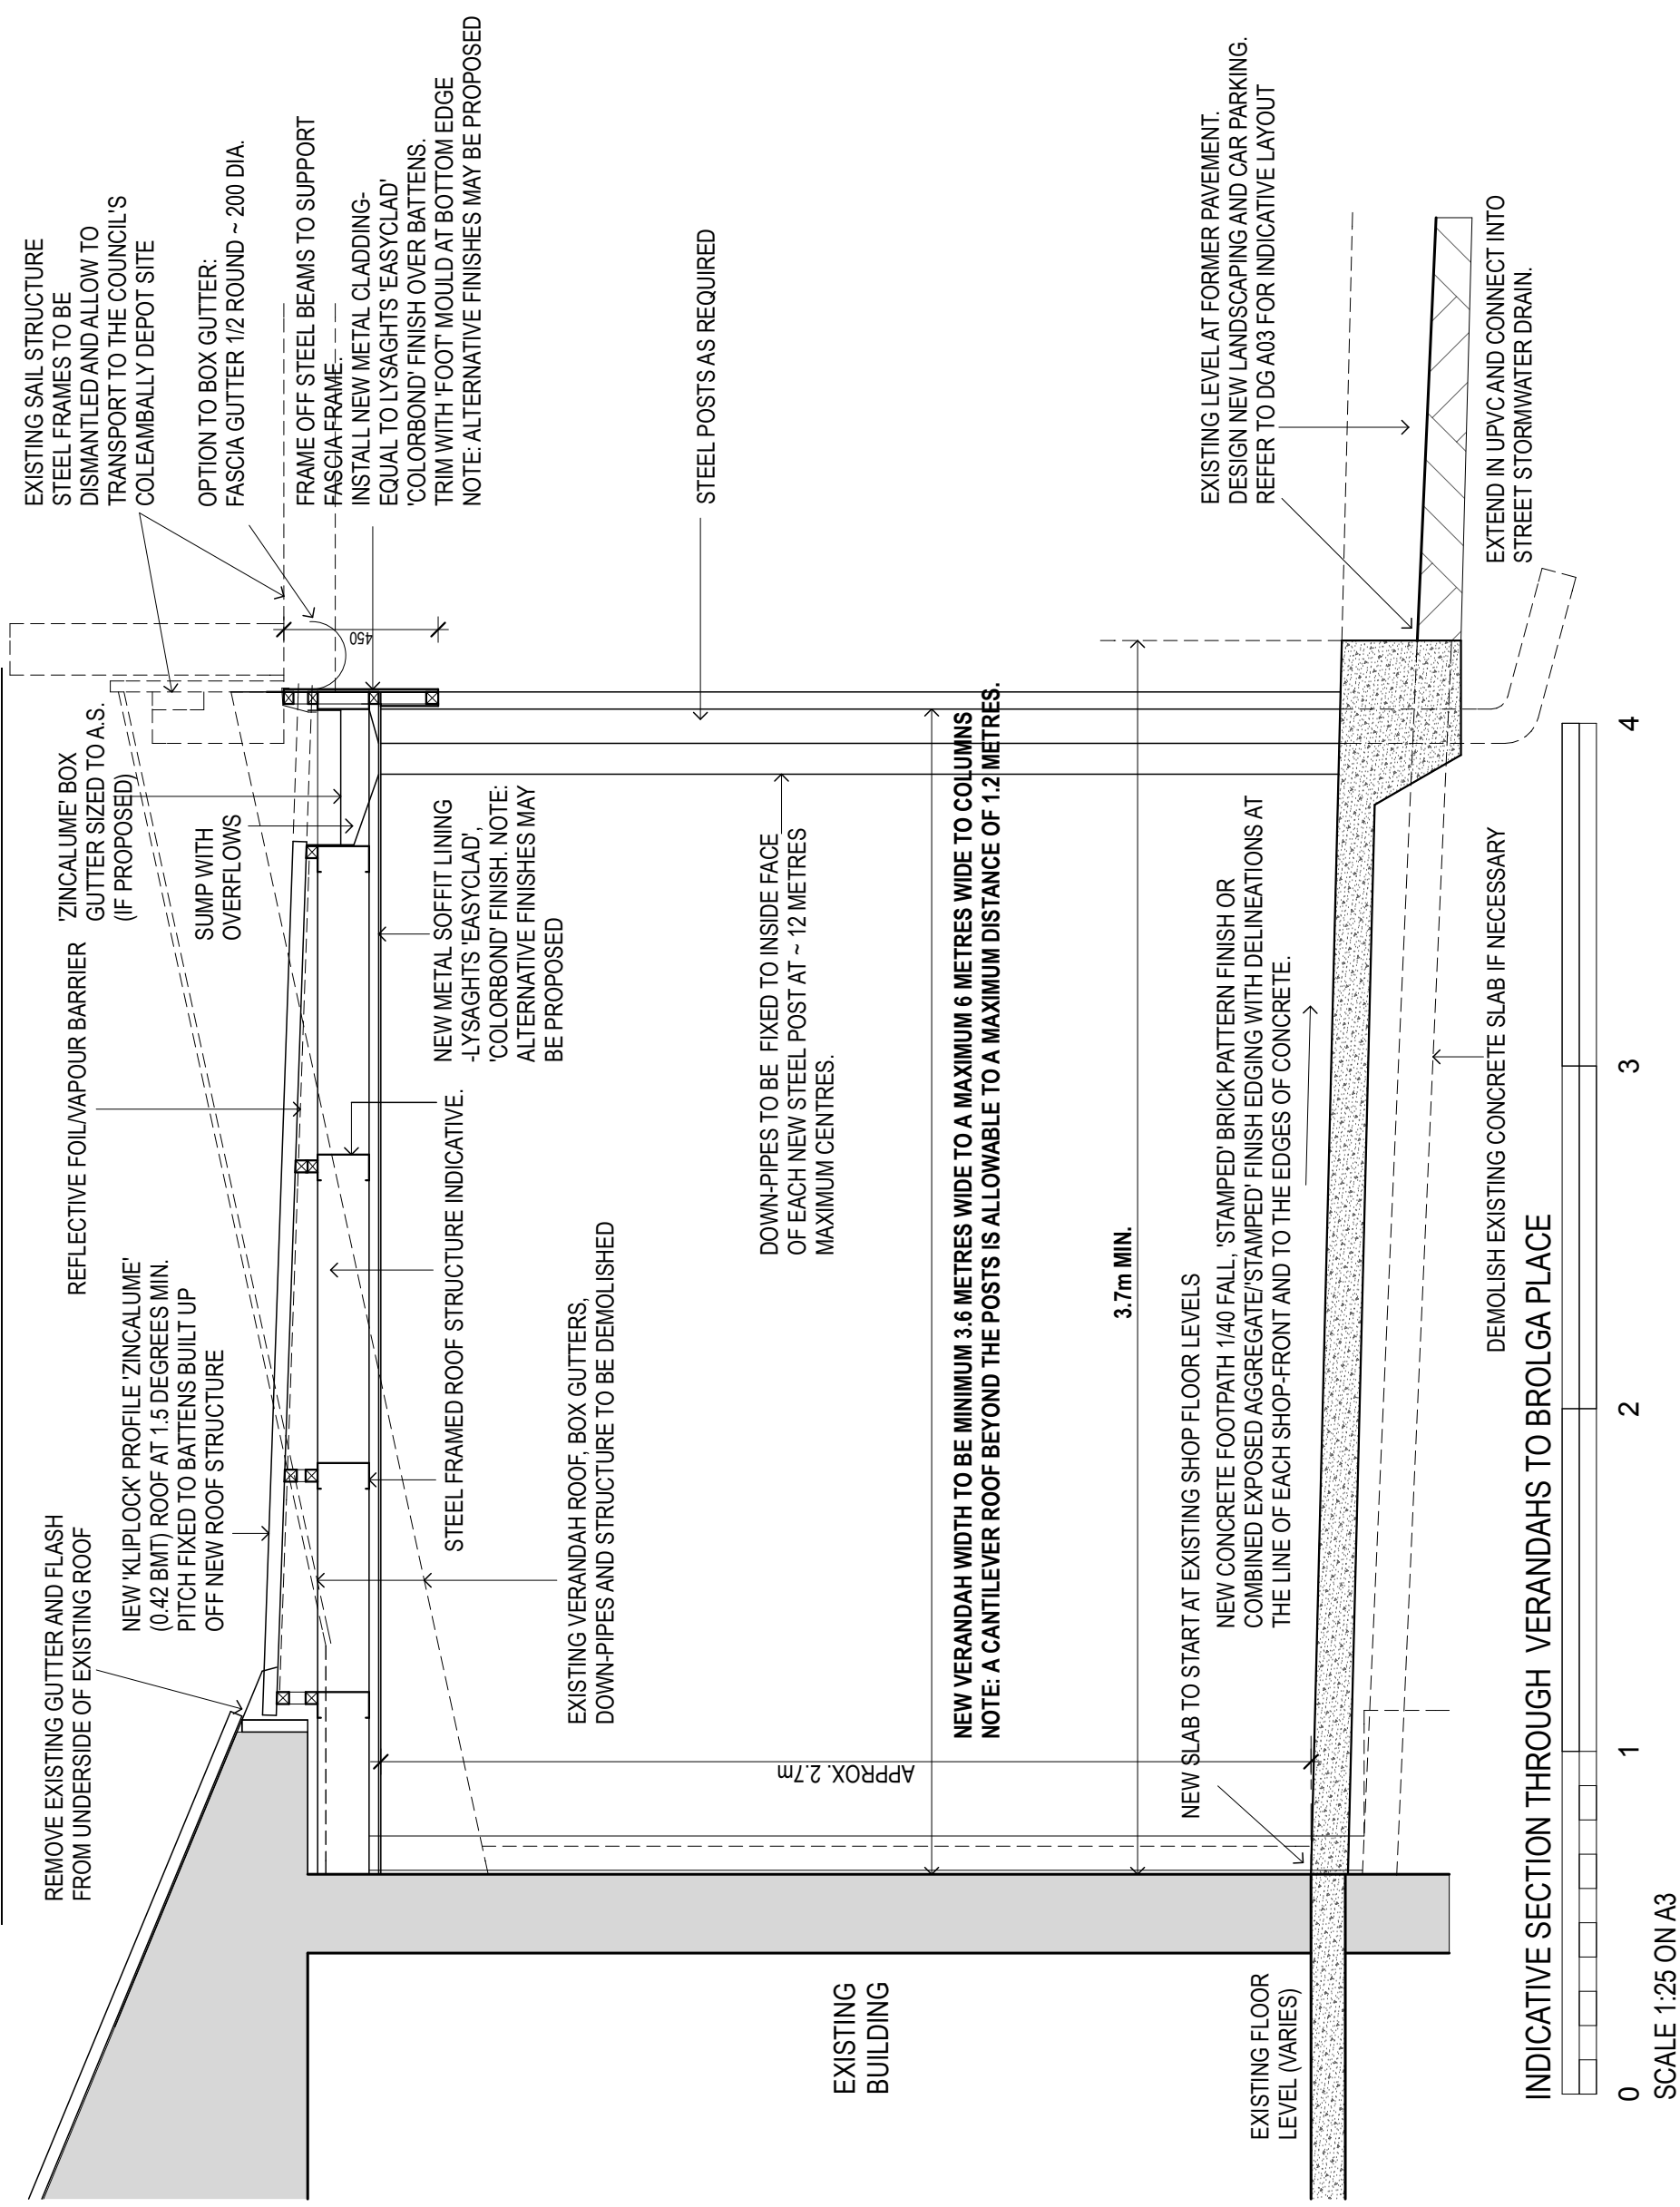 REMOVE EXISTING GUTTER AND FLASH
FROM UNDERSIDE OF EXISTING ROOF
NEW 'KLIPLOCK' PROFILE 'ZINCALUME'
(0.42 BMT) ROOF AT 1.5 DEGREES MIN.
PITCH FIXED TO BATTENS BUILT UP
OFF NEW ROOF STRUCTURE
REFLECTIVE FOIL/VAPOUR BARRIER
'ZINCALUME' BOX
GUTTER SIZED TO A.S.
(IF PROPOSED)
SUMP WITH
OVERFLOWS
EXISTING SAIL STRUCTURE
STEEL FRAMES TO BE
DISMANTLED AND ALLOW TO
TRANSPORT TO THE COUNCIL'S
COLEAMBALLY DEPOT SITE
OPTION TO BOX GUTTER:
FASCIA GUTTER 1/2 ROUND ~ 200 DIA.
FRAME OFF STEEL BEAMS TO SUPPORT
FASCIA FRAME.
INSTALL NEW METAL CLADDING-
EQUAL TO LYSAGHTS 'EASYCLAD'
'COLORBOND' FINISH OVER BATTENS.
TRIM WITH 'FOOT' MOULD AT BOTTOM EDGE
NOTE: ALTERNATIVE FINISHES MAY BE PROPOSED
450
NEW METAL SOFFIT LINING
-LYSAGHTS 'EASYCLAD',
'COLORBOND' FINISH. NOTE:
ALTERNATIVE FINISHES MAY
BE PROPOSED
STEEL FRAMED ROOF STRUCTURE INDICATIVE.
EXISTING VERANDAH ROOF, BOX GUTTERS,
DOWN-PIPES AND STRUCTURE TO BE DEMOLISHED
STEEL POSTS AS REQUIRED
DOWN-PIPES TO BE FIXED TO INSIDE FACE
OF EACH NEW STEEL POST AT ~ 12 METRES
MAXIMUM CENTRES.
APPROX. 2.7m
EXISTING
BUILDING
NEW VERANDAH WIDTH TO BE MINIMUM 3.6 METRES WIDE TO A MAXIMUM 6 METRES WIDE TO COLUMNS
NOTE: A CANTILEVER ROOF BEYOND THE POSTS IS ALLOWABLE TO A MAXIMUM DISTANCE OF 1.2 METRES.
3.7m MIN.
NEW SLAB TO START AT EXISTING SHOP FLOOR LEVELS
NEW CONCRETE FOOTPATH 1/40 FALL, 'STAMPED' BRICK PATTERN FINISH OR
COMBINED EXPOSED AGGREGATE/'STAMPED' FINISH EDGING WITH DELINEATIONS AT
THE LINE OF EACH SHOP-FRONT AND TO THE EDGES OF CONCRETE.
EXISTING LEVEL AT FORMER PAVEMENT.
DESIGN NEW LANDSCAPING AND CAR PARKING.
REFER TO DG A03 FOR INDICATIVE LAYOUT
EXISTING FLOOR
LEVEL (VARIES)
DEMOLISH EXISTING CONCRETE SLAB IF NECESSARY
EXTEND IN UPVC AND CONNECT INTO
STREET STORMWATER DRAIN.
INDICATIVE SECTION THROUGH VERANDAHS TO BROLGA PLACE
0 1 2 3 4
SCALE 1:25 ON A3